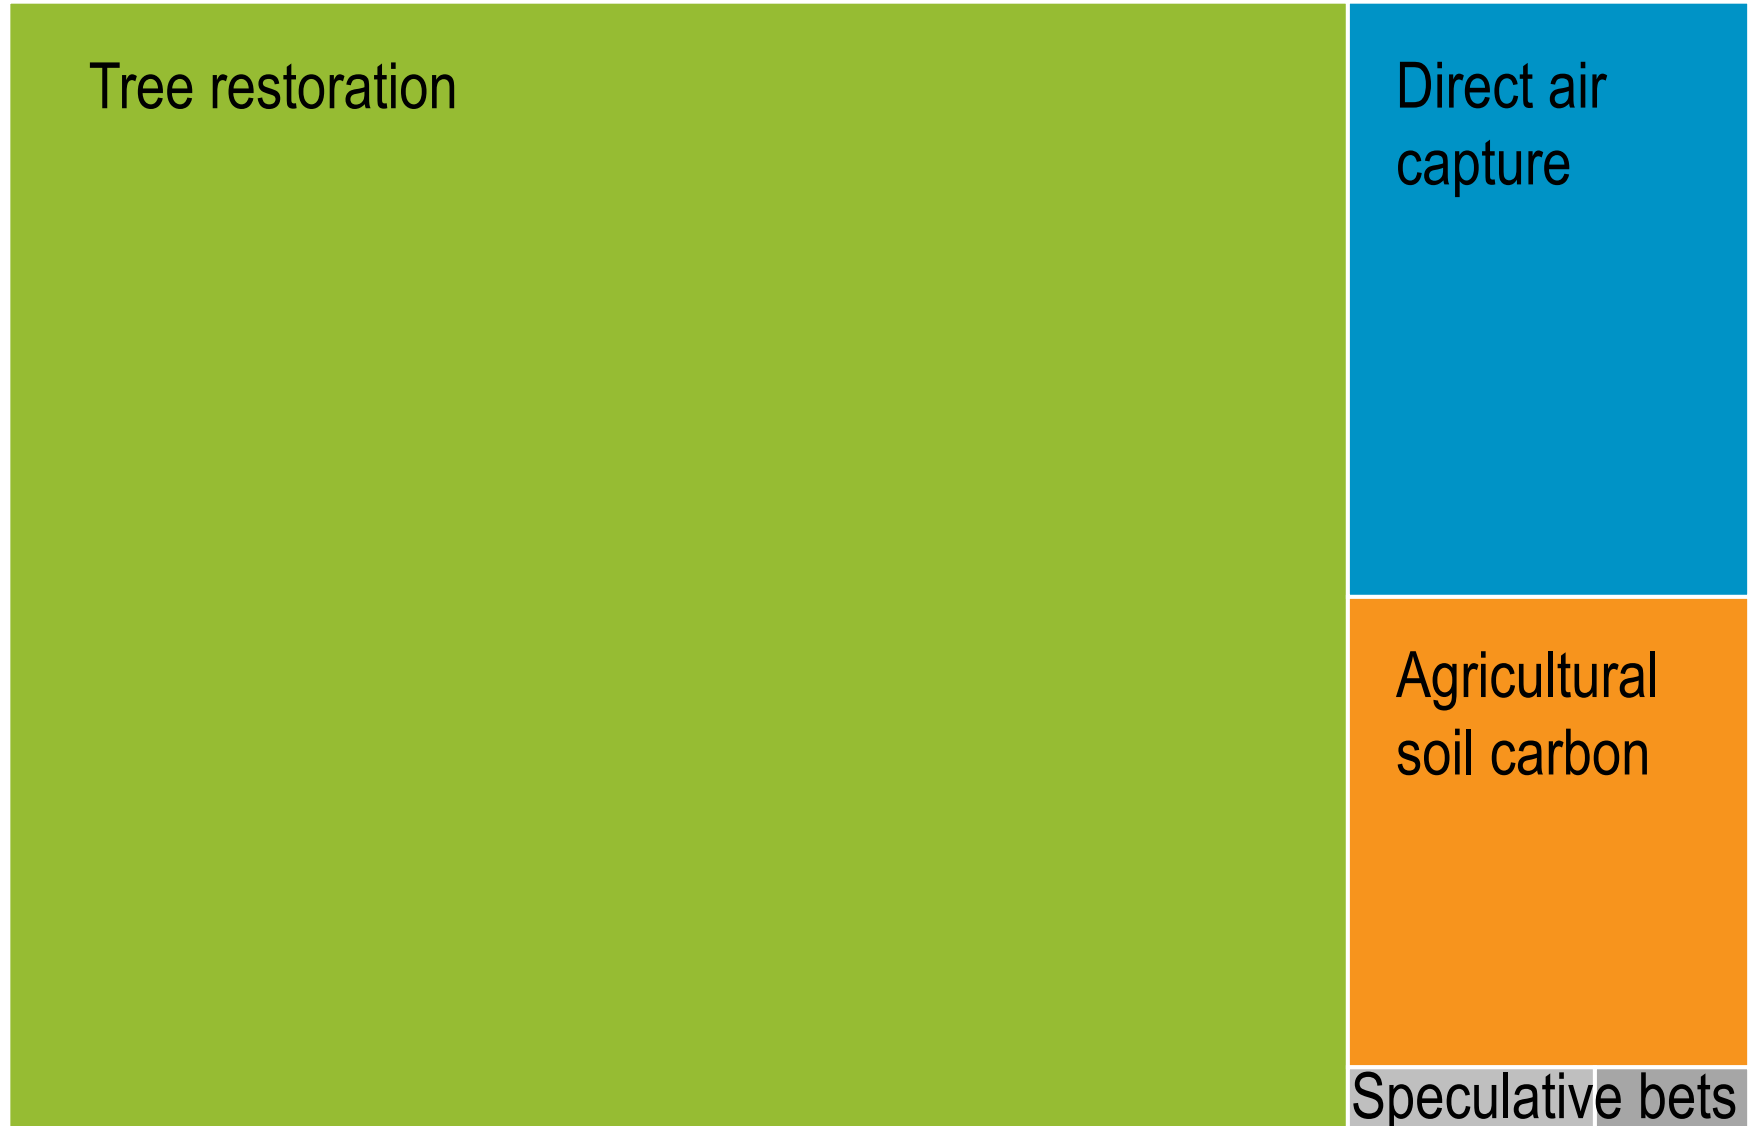 Tree restoration
Direct air
capture
Agricultural
soil carbon
Speculative bets